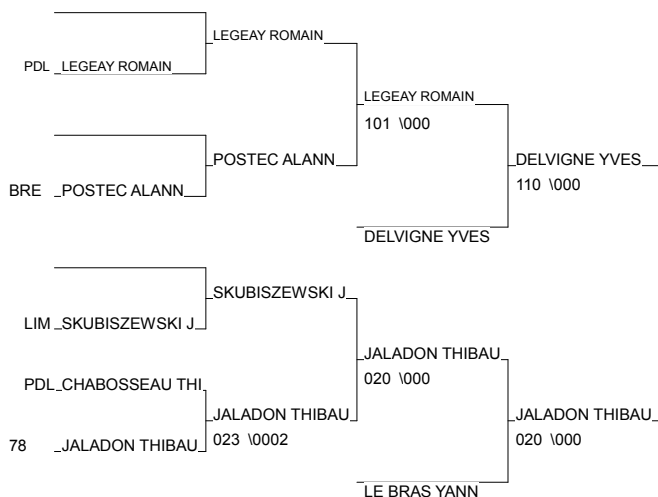 LEGEAY ROMAIN
PDL LEGEAY ROMAIN
LEGEAY ROMAIN
101 \000
POSTEC ALANN
DELVIGNE YVES
110 \000
BRE POSTEC ALANN
DELVIGNE YVES
SKUBISZEWSKI J
LIM SKUBISZEWSKI J
JALADON THIBAU
020 \000
PDL CHABOSSEAU THI
JALADON THIBAU
023 \0002
JALADON THIBAU
020 \000
78 JALADON THIBAU
LE BRAS YANN